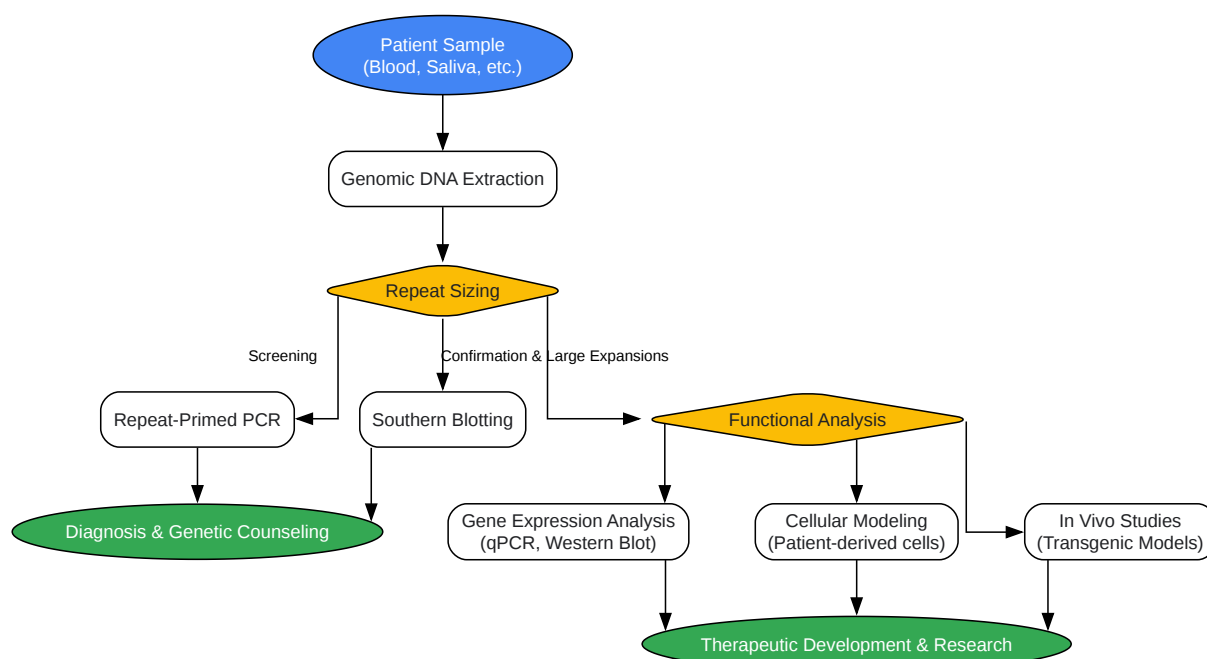 Patient Sample
(Blood, Saliva, etc.)
Genomic DNA Extraction
Repeat Sizing
Screening
Confirmation & Large Expansions
Repeat-Primed PCR
Southern Blotting
Functional Analysis
Diagnosis & Genetic Counseling
Gene Expression Analysis
(qPCR, Western Blot)
Cellular Modeling
(Patient-derived cells)
In Vivo Studies
(Transgenic Models)
Therapeutic Development & Research